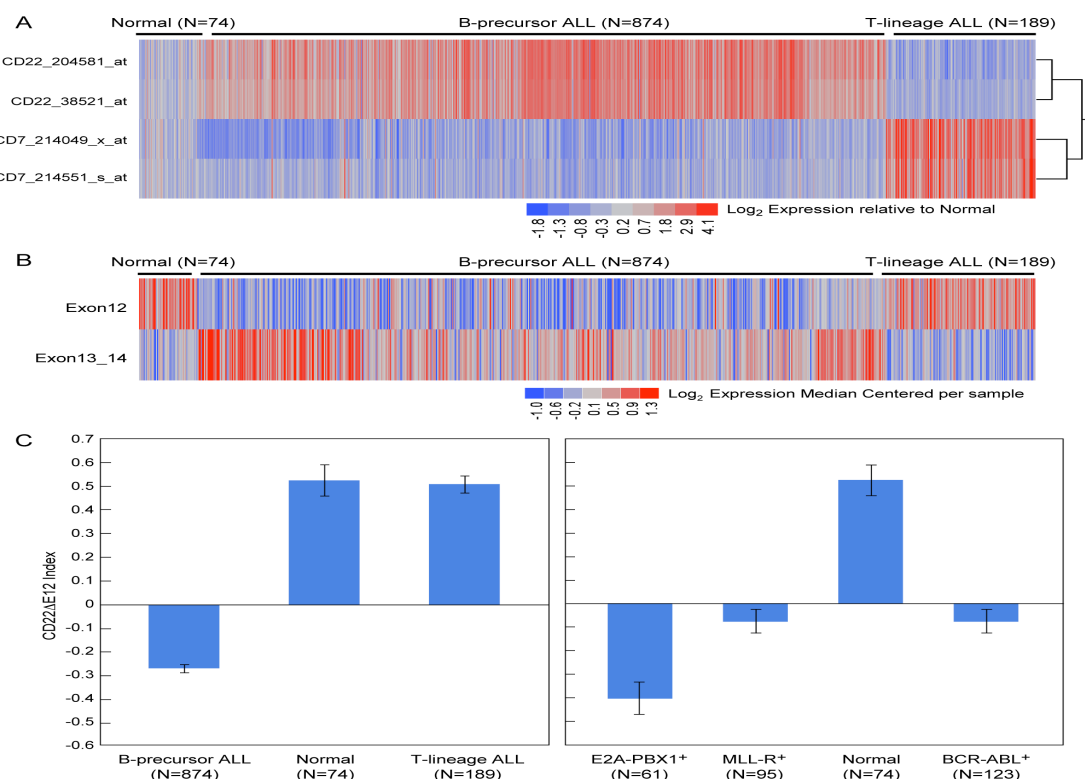 A
Normal (N=74) B-precursor ALL (N=874) T-lineage ALL (N=189)
CD22_204581_at
CD22_38521_at
CD7_214049_x_at
CD7_214551_s_at
-1.8 -1.3 -0.8 -0.3 0.2 0.7 1.8 2.9 4.1 Log2 Expression relative to Normal
B
Normal (N=74) B-precursor ALL (N=874) T-lineage ALL (N=189)
Exon12
Exon13_14
-1.0 -0.6 -0.2 0.1 0.5 0.9 1.3 Log2 Expression Median Centered per sample
C
CD22ΔE12 Index
0.7
0.6
0.5
0.4
0.3
0.2
0.1
0
-0.1
-0.2
-0.3
-0.4
-0.5
-0.6
B-precursor ALL Normal T-lineage ALL E2A-PBX1+ MLL-R+ Normal BCR-ABL+
(N=874) (N=74) (N=189) (N=61) (N=95) (N=74) (N=123)